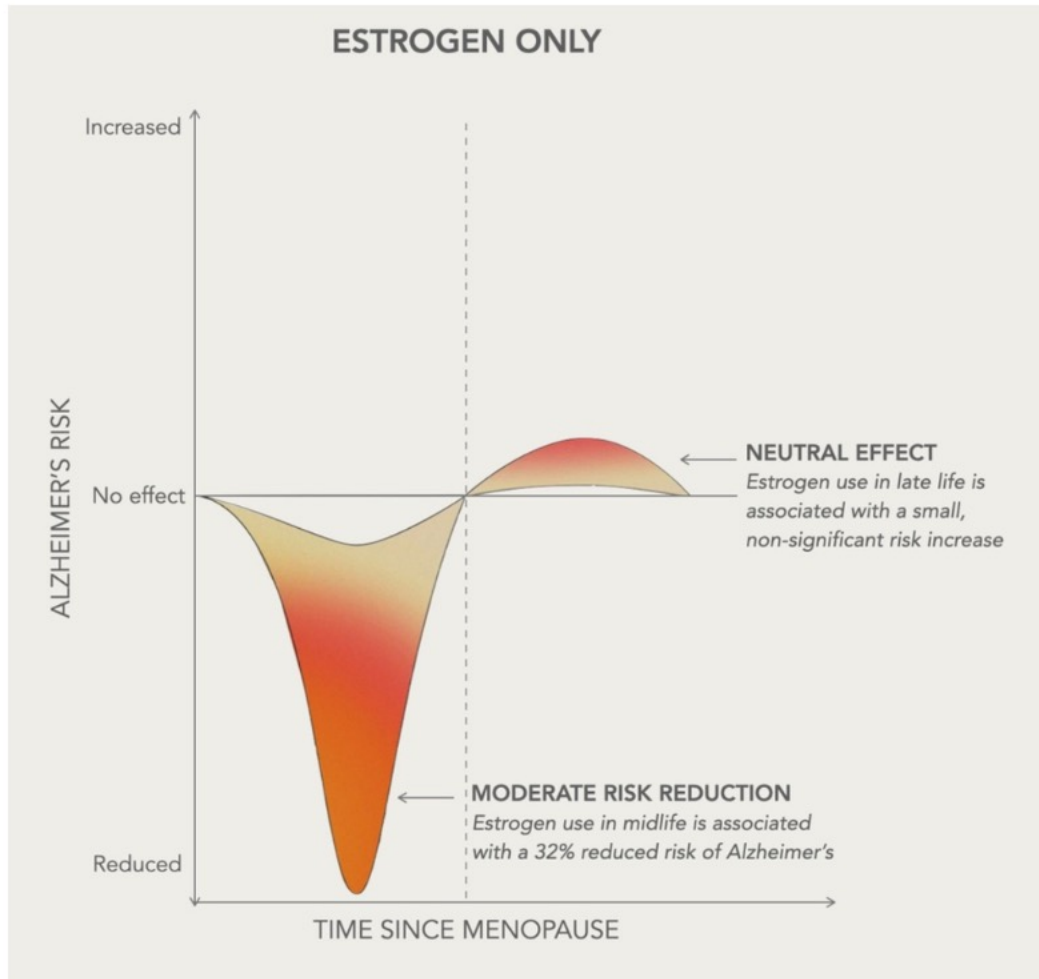 ESTROGEN ONLY
Increased
ALZHEIMER'S RISK
No effect
NEUTRAL EFFECT
Estrogen use in late life is
associated with a small,
non-significant risk increase
MODERATE RISK REDUCTION
Estrogen use in midlife is associated
with a 32% reduced risk of Alzheimer's
Reduced
TIME SINCE MENOPAUSE